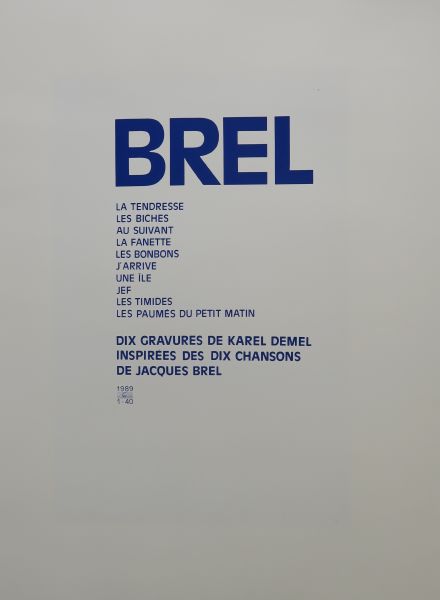 BREL
LA TENDRESSE
LES BICHES
AU SUIVANT
LA FANETTE
LES BONBONS
J'ARRIVE
UNE ÎLE
JEF
LES TIMIDES
LES PAUMÉS DU PETIT MATIN
DIX GRAVURES DE KAREL DEMEL
INSPIREES DES DIX CHANSONS
DE JACQUES BREL
1989
1-40